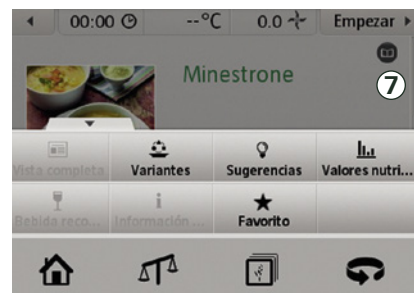 00:00 --°C 0.0 Empezar
Minestrone
7
Vista completa Variantes Sugerencias Valores nutri...
Bebida reco... Información ... Favorito